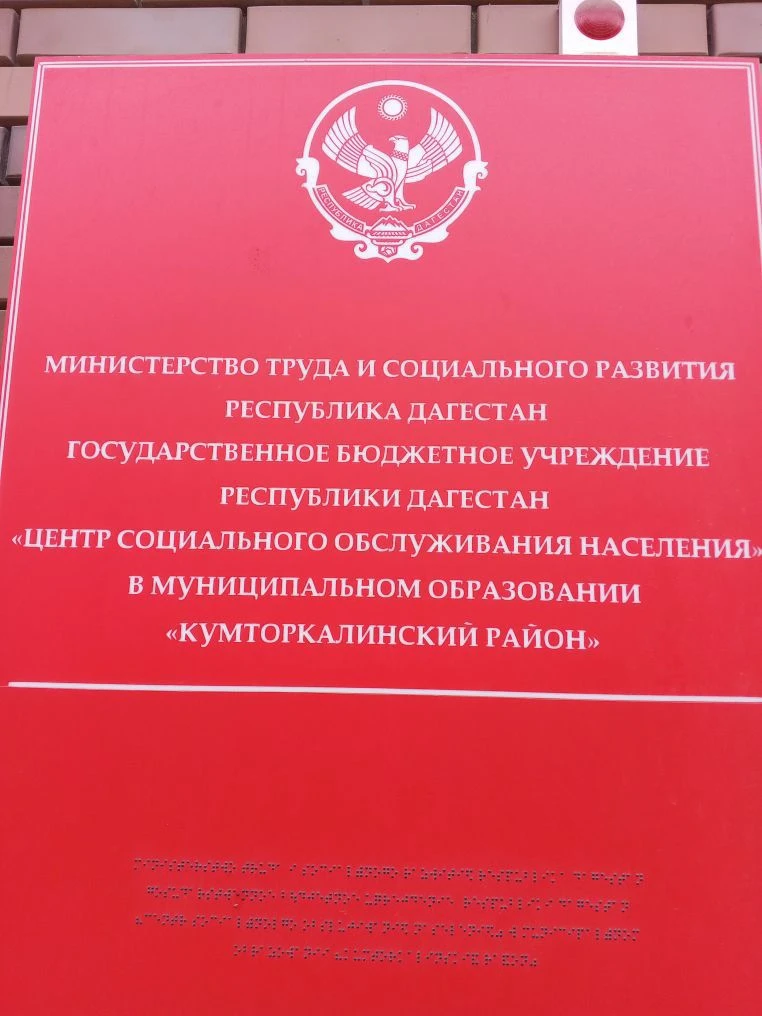 РЕСПУБЛИКА ДАГЕСТАН
МИНИСТЕРСТВО ТРУДА И СОЦИАЛЬНОГО РАЗВИТИЯ
РЕСПУБЛИКА ДАГЕСТАН
ГОСУДАРСТВЕННОЕ БЮДЖЕТНОЕ УЧРЕЖДЕНИЕ
РЕСПУБЛИКИ ДАГЕСТАН
«ЦЕНТР СОЦИАЛЬНОГО ОБСЛУЖИВАНИЯ НАСЕЛЕНИЯ»
В МУНИЦИПАЛЬНОМ ОБРАЗОВАНИИ
«КУМТОРКАЛИНСКИЙ РАЙОН»